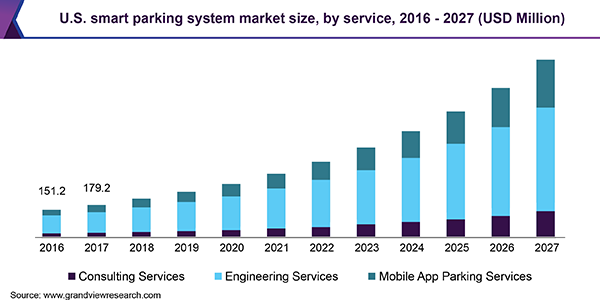 U.S. smart parking system market size, by service, 2016 - 2027 (USD Million)
151.2 179.2
2016 2017 2018 2019 2020 2021 2022 2023 2024 2025 2026 2027
Consulting Services Engineering Services Mobile App Parking Services
Source: www.grandviewresearch.com